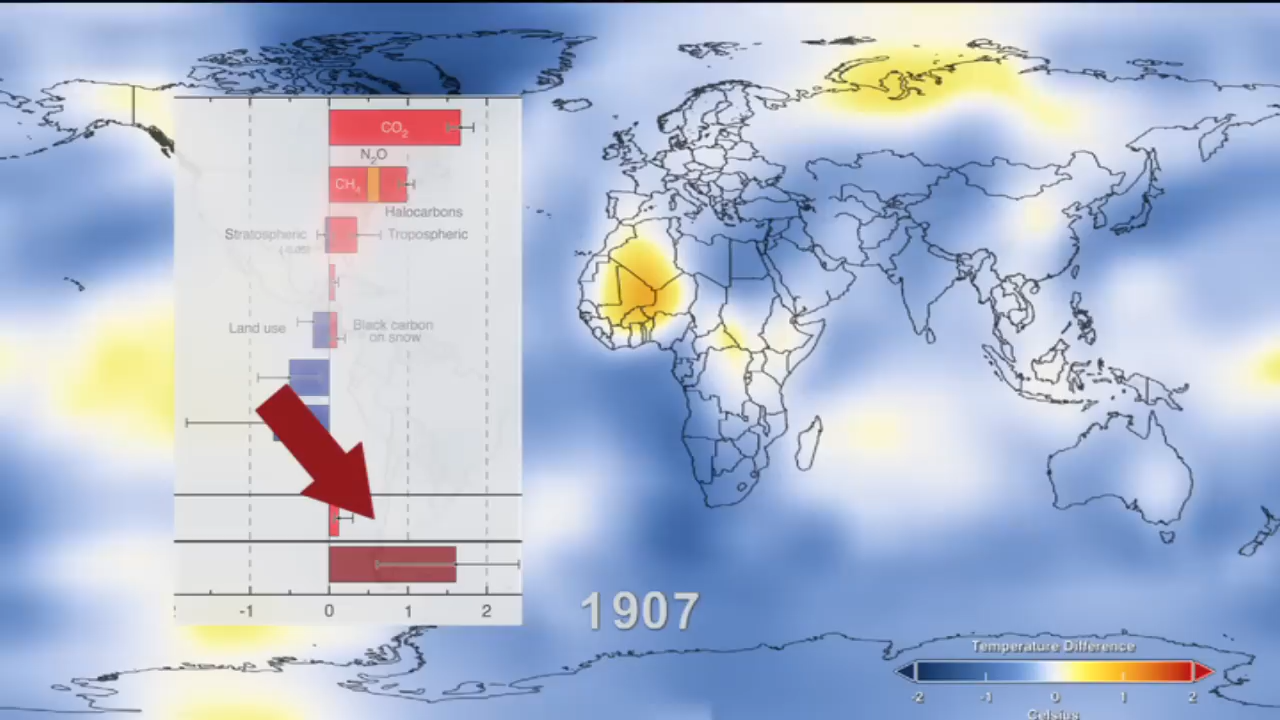 CO₂
N₂O
CH₄
Halocarbons
Stratospheric
Tropospheric
Land use
Black carbon
on snow
-1 0 1 2
1907
Temperature Difference
-2 -1 0 1 2
Celsius